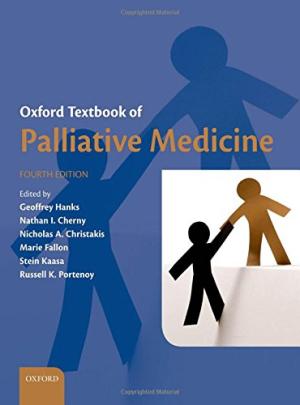 Oxford Textbook of
Palliative Medicine
FOURTH EDITION
Edited by
Geoffrey Hanks
Nathan I. Cherny
Nicholas A. Christakis
Marie Fallon
Stein Kaasa
Russell K. Portenoy
OXFORD